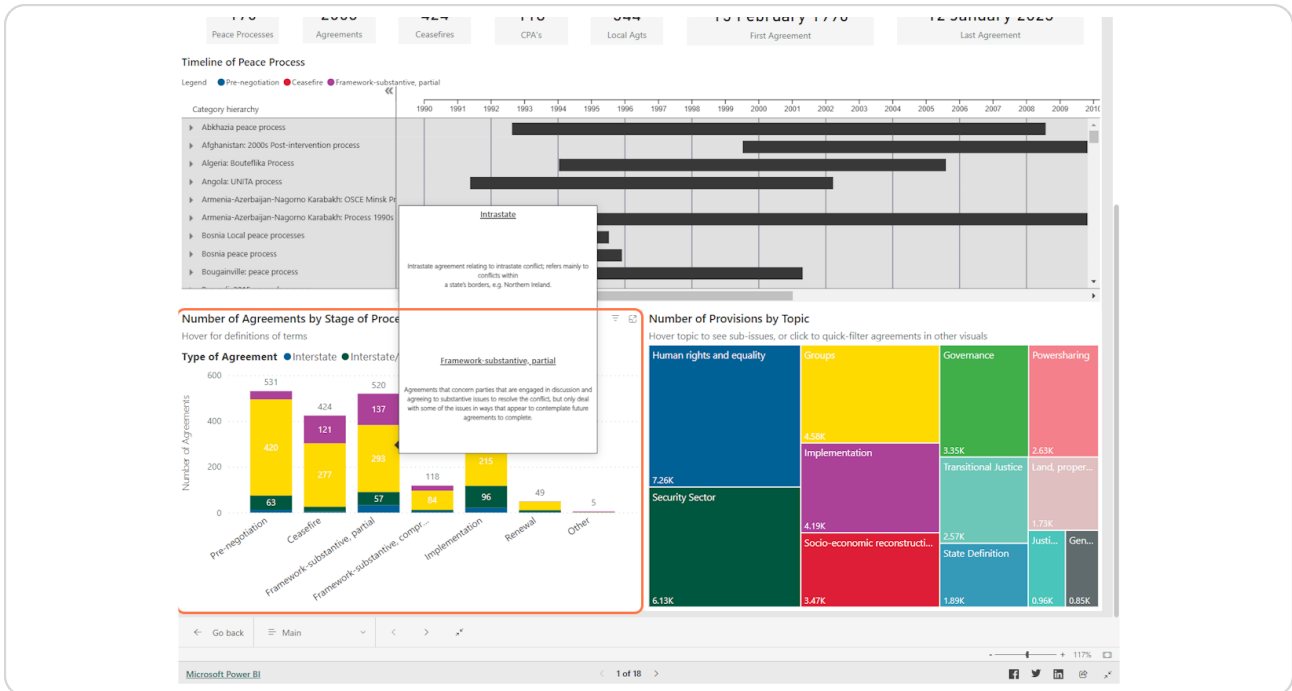 Peace Processes
Agreements
Ceasefires
CPA's
Local Agts
First Agreement
Last Agreement
Timeline of Peace Process
Legend Pre-negotiation Ceasefire Framework-substantive, partial
Category hierarchy
1990 1991 1992 1993 1994 1995 1996 1997 1998 1999 2000 2001 2002 2003 2004 2005 2006 2007 2008 2009 2010
Abkhazia peace process
Afghanistan: 2000s Post-intervention process
Algeria: Bouteflika Process
Angola: UNITA process
Armenia-Azerbaijan-Nagorno Karabakh: OSCE Minsk Pr
Armenia-Azerbaijan-Nagorno Karabakh: Process 1990s
Bosnia Local peace processes
Bosnia peace process
Bougainville: peace process
Intrastate
Intrastate agreement relating to intrastate conflict; refers mainly to
conflicts within
a state's borders, e.g. Northern Ireland.
Framework-substantive, partial
Agreements that concern parties that are engaged in discussion and
agreeing to substantive issues to resolve the conflict, but only deal
with some of the issues in ways that appear to contemplate future
agreements to complete.
Number of Agreements by Stage of Proce
Hover for definitions of terms
Type of Agreement Interstate Interstate/
Number of Agreements
600
400
200
0
531
420
63
424
121
277
520
137
293
57
118
84
215
96
49
5
Pre-negotiation
Ceasefire
Framework-substantive, partial
Framework-substantive, compr...
Implementation
Renewal
Other
Number of Provisions by Topic
Hover topic to see sub-issues, or click to quick-filter agreements in other visuals
Human rights and equality
7.26K
Security Sector
6.13K
Groups
4.58K
Implementation
4.19K
Socio-economic reconstructi...
3.47K
Governance
3.35K
Powersharing
2.63K
Transitional Justice
2.57K
Land, proper...
1.73K
State Definition
1.89K
Justi...
0.96K
Gen...
0.85K
Go back
Main
- + 117%
Microsoft Power BI
1 of 18